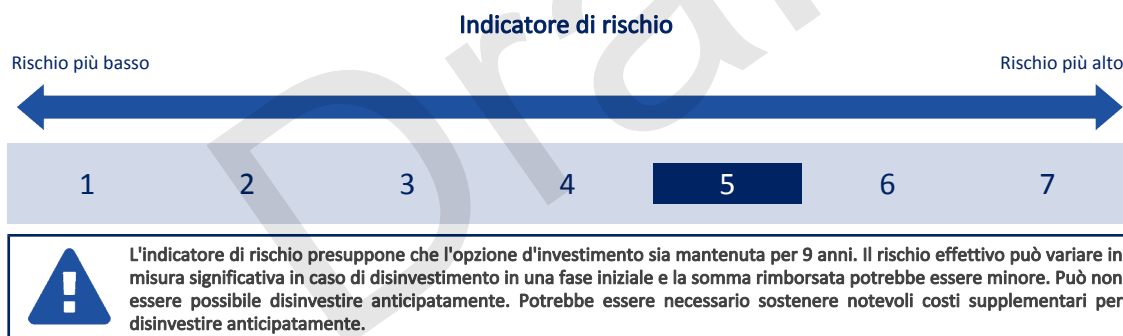 Indicatore di rischio
Rischio più basso
Rischio più alto
1 2 3 4 5 6 7
L'indicatore di rischio presuppone che l'opzione d'investimento sia mantenuta per 9 anni. Il rischio effettivo può variare in
misura significativa in caso di disinvestimento in una fase iniziale e la somma rimborsata potrebbe essere minore. Può non
essere possibile disinvestire anticipatamente. Potrebbe essere necessario sostenere notevoli costi supplementari per
disinvestire anticipatamente.